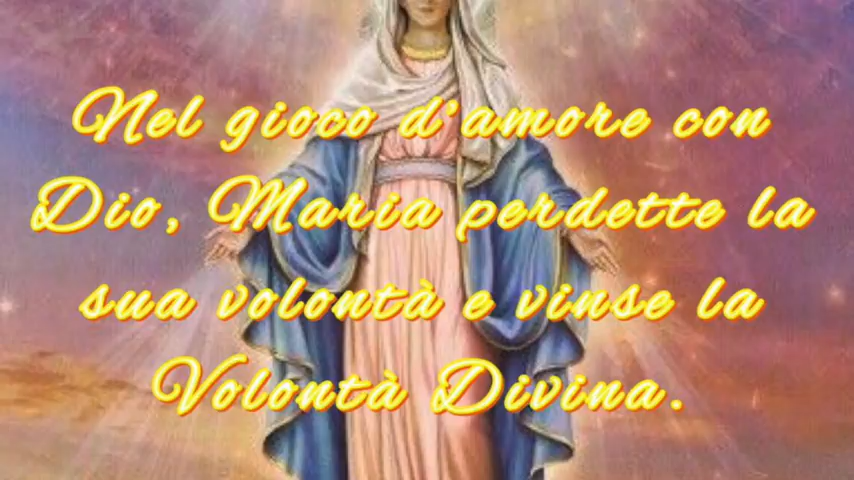 Nel gioco d'amore con
Dio, Maria perdette la
sua volontà e vinse la
Volontà Divina.